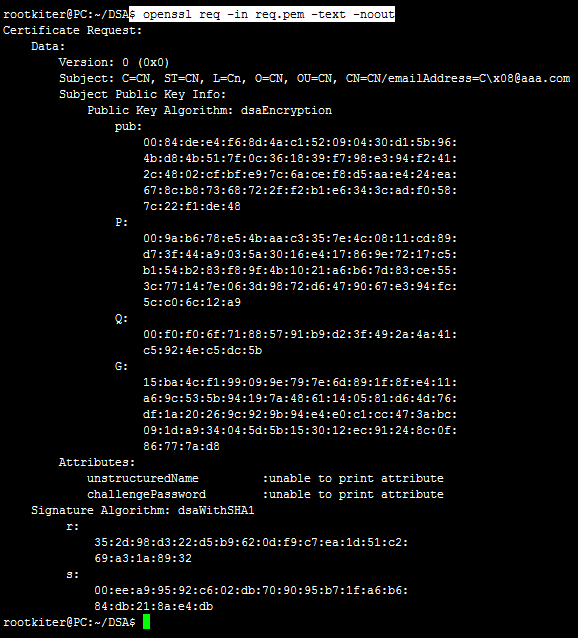 rootkiter@PC:~/DSA$ openssl req -in req.pem -text -noout
Certificate Request:
    Data:
        Version: 0 (0x0)
        Subject: C=CN, ST=CN, L=Cn, O=CN, OU=CN, CN=CN/emailAddress=C\x08@aaa.com
        Subject Public Key Info:
            Public Key Algorithm: dsaEncryption
                pub:
                    00:84:de:e4:f6:8d:4a:c1:52:09:04:30:d1:5b:96:
                    4b:d8:4b:51:7f:0c:36:18:39:f7:98:e3:94:f2:41:
                    2c:48:02:cf:bf:e9:7c:6a:ce:f8:d5:aa:e4:24:ea:
                    67:8c:b8:73:68:72:2f:f2:b1:e6:34:3c:ad:f0:58:
                    7c:22:f1:de:48
                P:
                    00:9a:b6:78:e5:4b:aa:c3:35:7e:4c:08:11:cd:89:
                    d7:3f:44:a9:03:5a:30:16:e4:17:86:9e:72:17:c5:
                    b1:54:b2:83:f8:9f:4b:10:21:a6:b6:7d:83:ce:55:
                    3c:77:14:7e:06:3d:98:72:d6:47:90:67:e3:94:fc:
                    5c:c0:6c:12:a9
                Q:
                    00:f0:f0:6f:71:88:57:91:b9:d2:3f:49:2a:4a:41:
                    c5:92:4e:c5:dc:5b
                G:
                    15:ba:4c:f1:99:09:9e:79:7e:6d:89:1f:8f:e4:11:
                    a6:9c:53:5b:94:19:7a:48:61:14:05:81:d6:4d:76:
                    df:1a:20:26:9c:92:9b:94:e4:e0:c1:cc:47:3a:bc:
                    09:1d:a9:34:04:5d:5b:15:30:12:ec:91:24:8c:0f:
                    86:77:7a:d8
        Attributes:
            unstructuredName         :unable to print attribute
            challengePassword        :unable to print attribute
    Signature Algorithm: dsaWithSHA1
         r:
             35:2d:98:d3:22:d5:b9:62:0d:f9:c7:ea:1d:51:c2:
             69:a3:1a:89:32
         s:
             00:ee:a9:95:92:c6:02:db:70:90:95:b7:1f:a6:b6:
             84:db:21:8a:e4:db
rootkiter@PC:~/DSA$